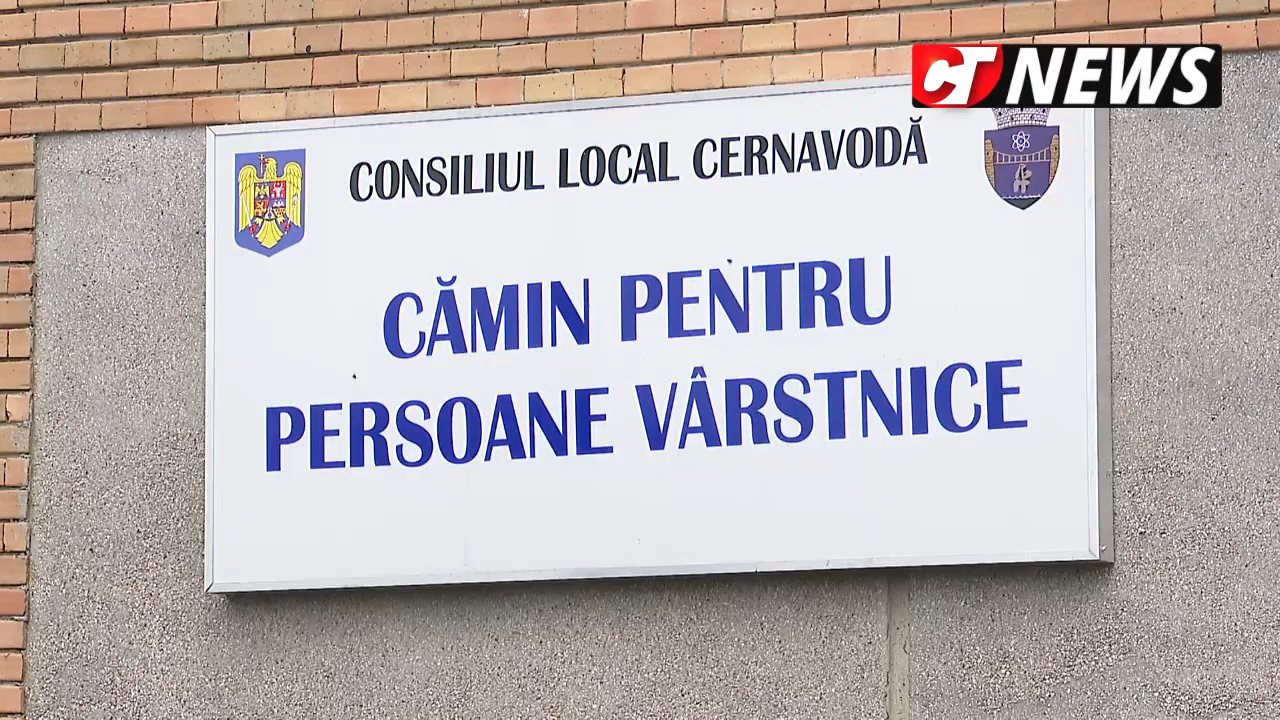 CT NEWS
CONSILIUL LOCAL CERNAVODĂ
CĂMIN PENTRU
PERSOANE VÂRSTNICE